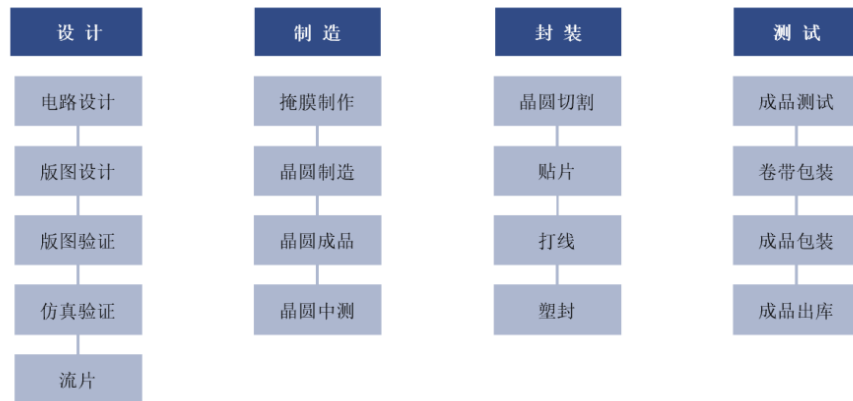 设 计
制 造
封 装
测 试
电路设计
掩膜制作
晶圆切割
成品测试
版图设计
晶圆制造
贴片
卷带包装
版图验证
晶圆成品
打线
成品包装
仿真验证
晶圆中测
塑封
成品出库
流片